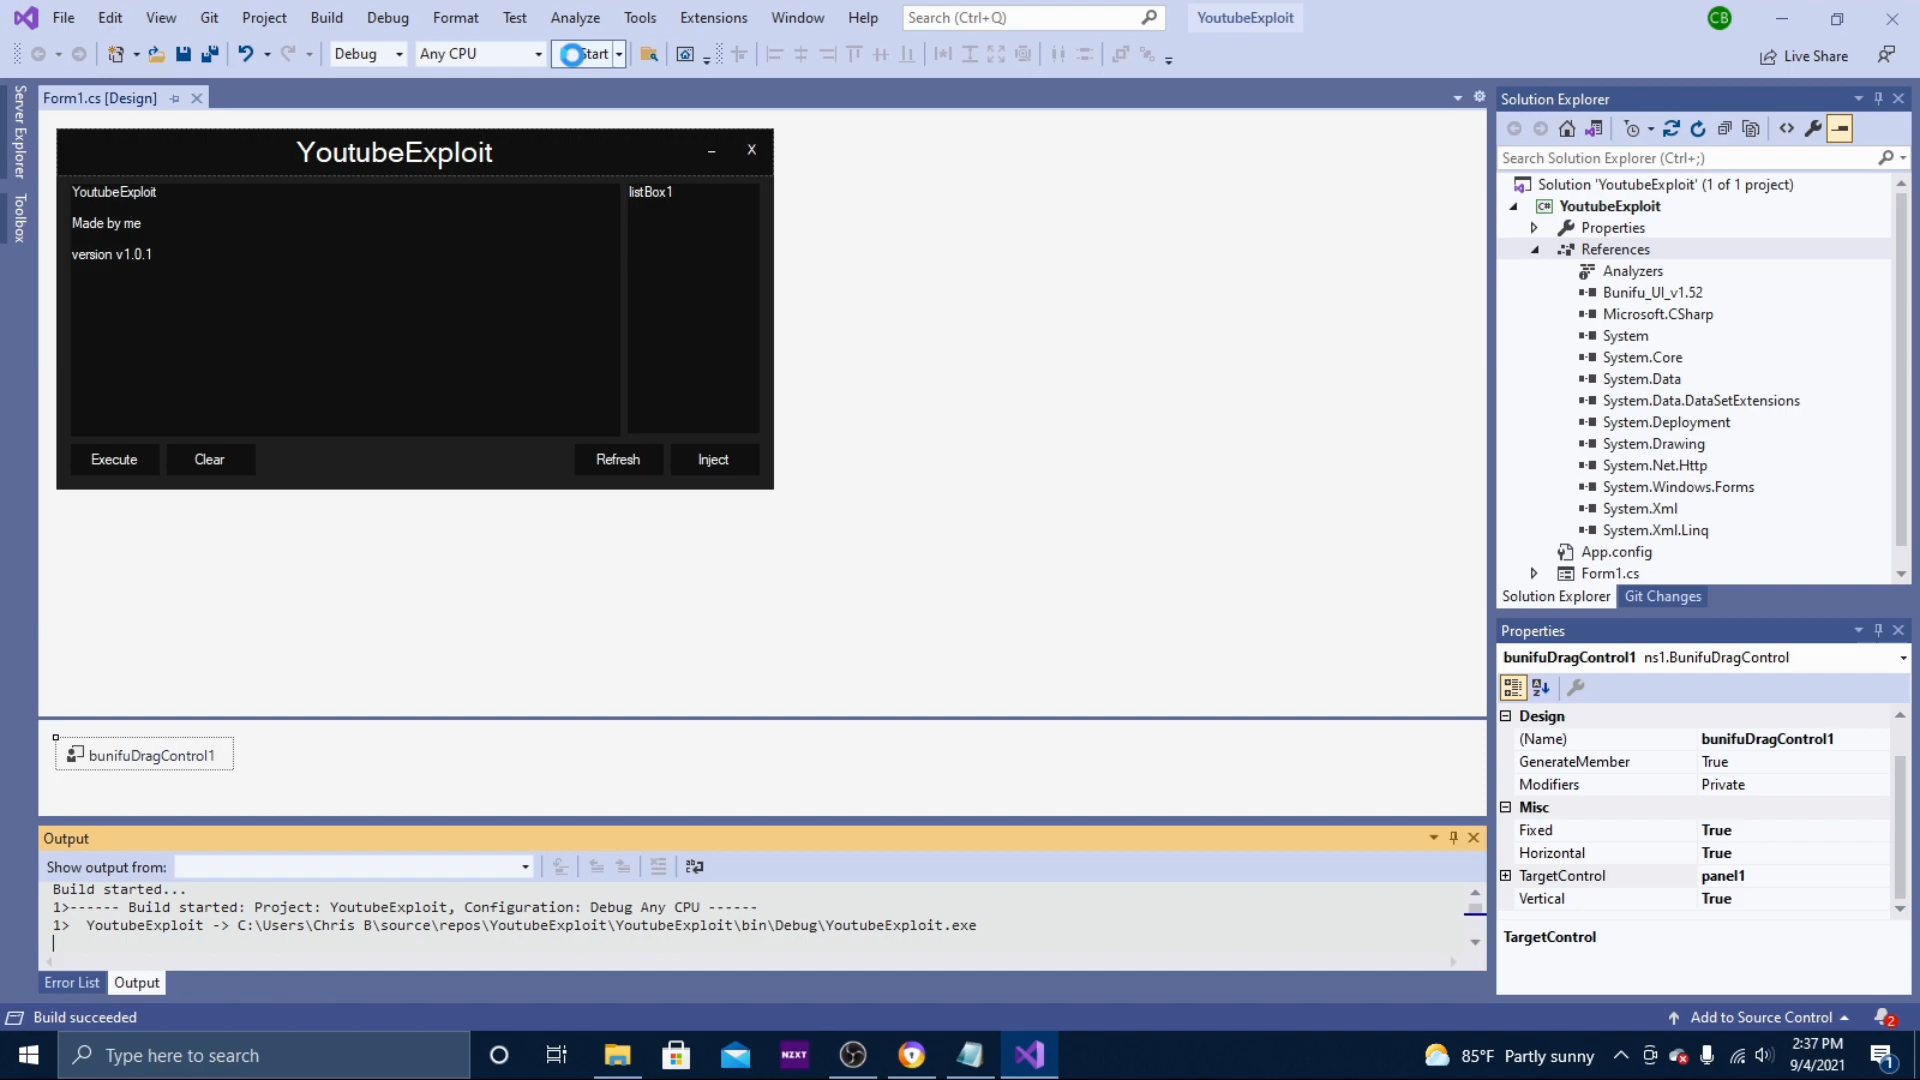 File Edit View Git Project Build Debug Format Test Analyze Tools Extensions Window Help Search (Ctrl+Q) YoutubeExploit CB
Debug Any CPU Start Live Share
Server Explorer
Toolbox
Form1.cs [Design]
YoutubeExploit – X
YoutubeExploit
Made by me
version v1.0.1
listBox1
Execute Clear Refresh Inject
bunifuDragControl1
Output
Show output from:
Build started...
1>------ Build started: Project: YoutubeExploit, Configuration: Debug Any CPU ------
1>  YoutubeExploit -> C:\Users\Chris B\source\repos\YoutubeExploit\YoutubeExploit\bin\Debug\YoutubeExploit.exe
Error List Output
Solution Explorer
Search Solution Explorer (Ctrl+;)
Solution 'YoutubeExploit' (1 of 1 project)
C# YoutubeExploit
Properties
References
Analyzers
Bunifu_UI_v1.52
Microsoft.CSharp
System
System.Core
System.Data
System.Data.DataSetExtensions
System.Deployment
System.Drawing
System.Net.Http
System.Windows.Forms
System.Xml
System.Xml.Linq
App.config
Form1.cs
Solution Explorer Git Changes
Properties
bunifuDragControl1 ns1.BunifuDragControl
Design
(Name) bunifuDragControl1
GenerateMember True
Modifiers Private
Misc
Fixed True
Horizontal True
TargetControl panel1
Vertical True
TargetControl
Build succeeded Add to Source Control 2
Type here to search NZXT 85°F Partly sunny 2:37 PM
9/4/2021 1